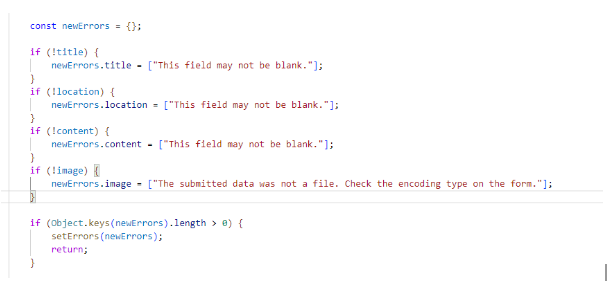 const newErrors = {};
if (!title) {
newErrors.title = ["This field may not be blank."];
}
if (!location) {
newErrors.location = ["This field may not be blank."];
}
if (!content) {
newErrors.content = ["This field may not be blank."];
}
if (!image) {
newErrors.image = ["The submitted data was not a file. Check the encoding type on the form."];
}
if (Object.keys(newErrors).length > 0) {
setErrors(newErrors);
return;
}